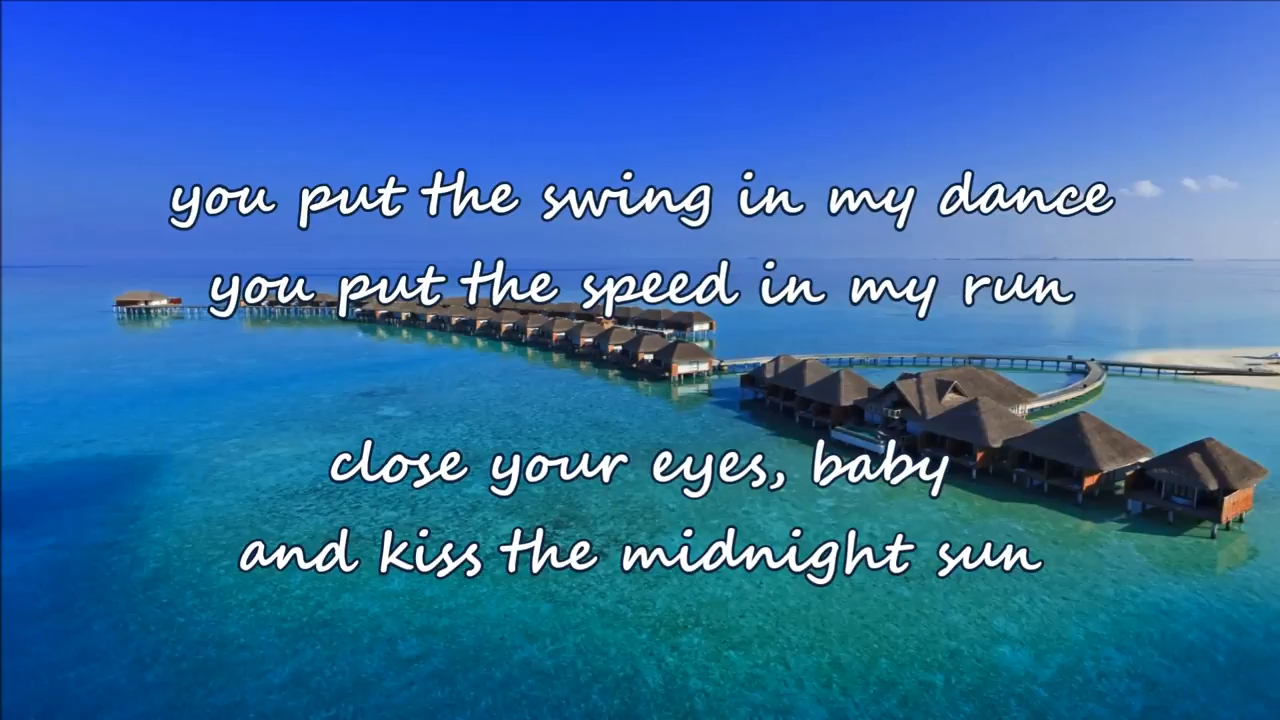 you put the swing in my dance
you put the speed in my run
close your eyes, baby
and kiss the midnight sun